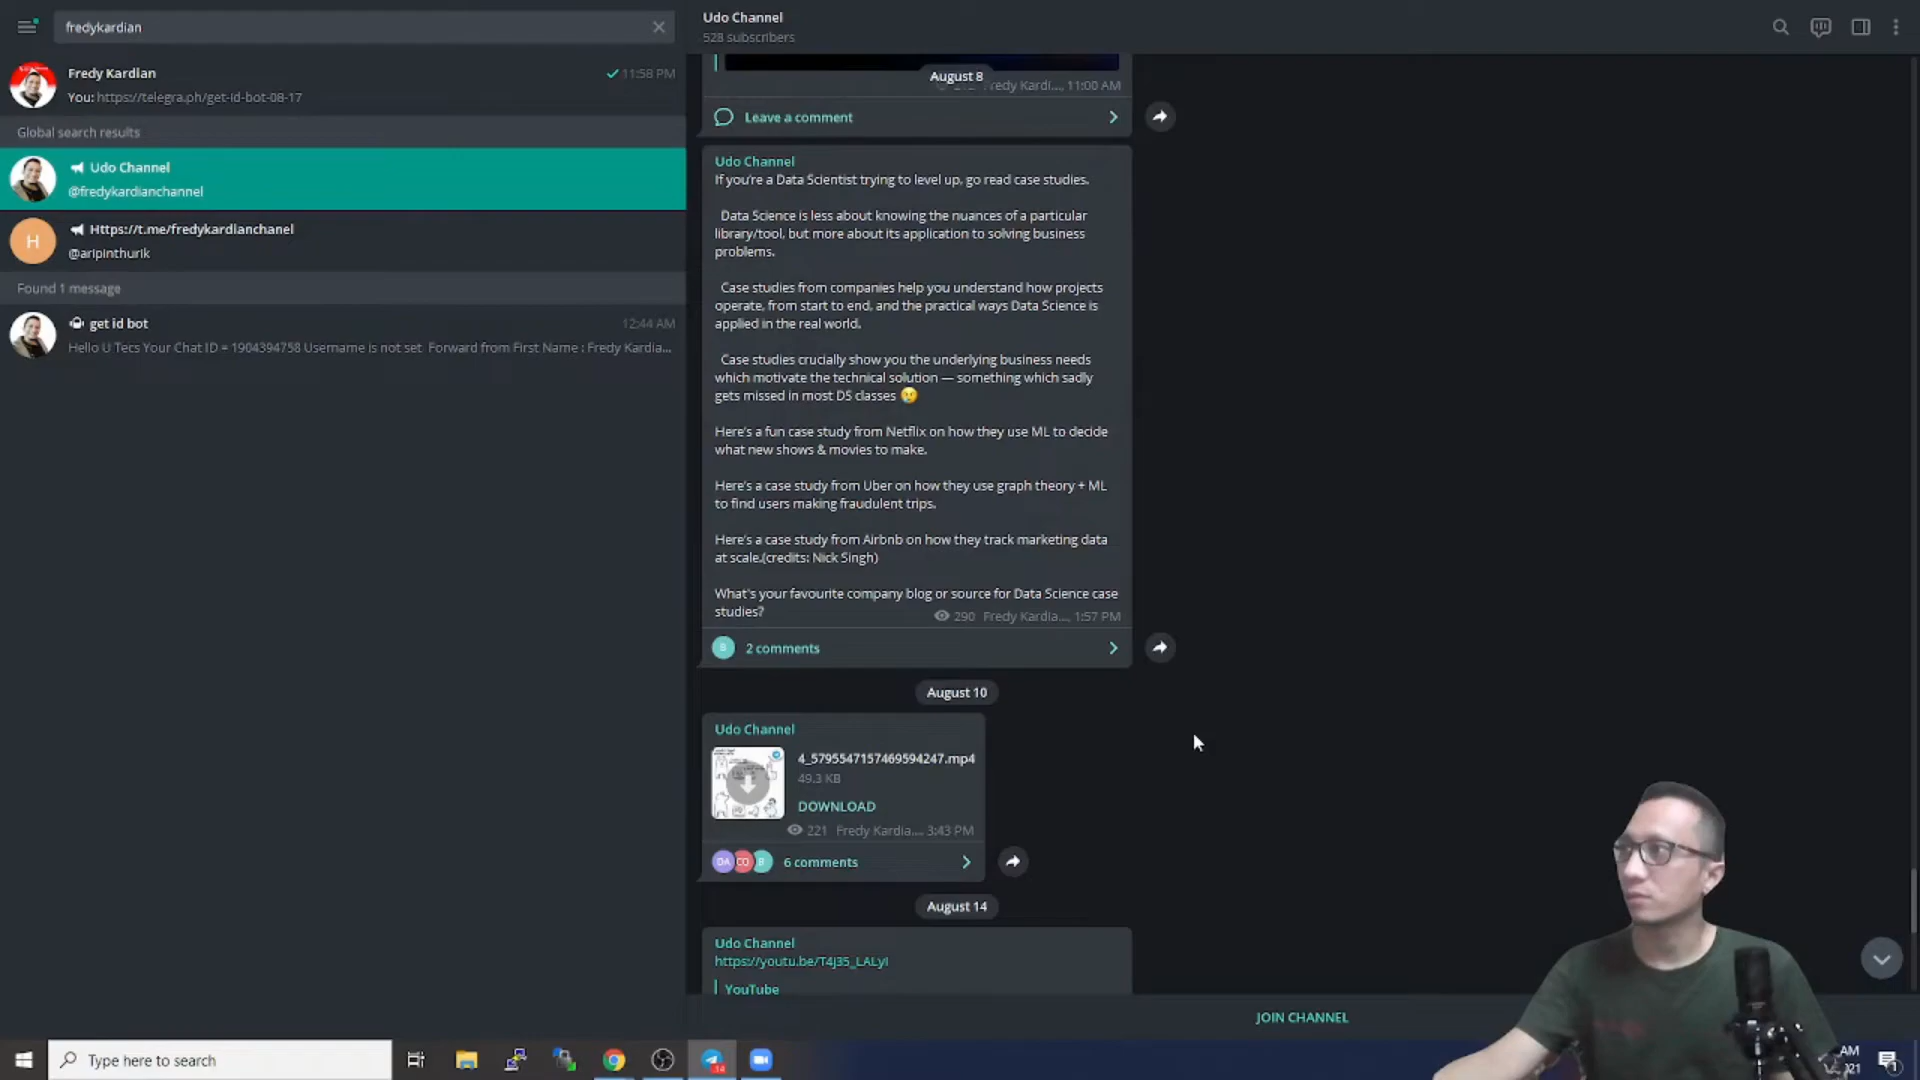 fredykardian
Fredy Kardian
11:58 PM
You: https://telegra.ph/get-id-bot-08-17
Global search results
Udo Channel
@fredykardianchannel
H
Https://t.me/fredykardianchanel
@aripinthurik
Found 1 message
get id bot
12:44 AM
Hello U Tecs Your Chat ID = 1904394758 Username is not set Forward from First Name : Fredy Kardia...
Udo Channel
528 subscribers
August 8
redy Kardi..., 11:00 AM
Leave a comment
Udo Channel
If you're a Data Scientist trying to level up, go read case studies.
Data Science is less about knowing the nuances of a particular
library/tool, but more about its application to solving business
problems.
Case studies from companies help you understand how projects
operate, from start to end, and the practical ways Data Science is
applied in the real world.
Case studies crucially show you the underlying business needs
which motivate the technical solution — something which sadly
gets missed in most DS classes 😢
Here's a fun case study from Netflix on how they use ML to decide
what new shows & movies to make.
Here's a case study from Uber on how they use graph theory + ML
to find users making fraudulent trips.
Here's a case study from Airbnb on how they track marketing data
at scale.(credits: Nick Singh)
What's your favourite company blog or source for Data Science case
studies?
290 Fredy Kardia..., 1:57 PM
B
2 comments
August 10
Udo Channel
4_5795547157469594247.mp4
49.3 KB
DOWNLOAD
221 Fredy Kardia..., 3:43 PM
DA CO B
6 comments
August 14
Udo Channel
https://youtu.be/T4j35_LALyI
YouTube
JOIN CHANNEL
Type here to search
14
AM
021
1